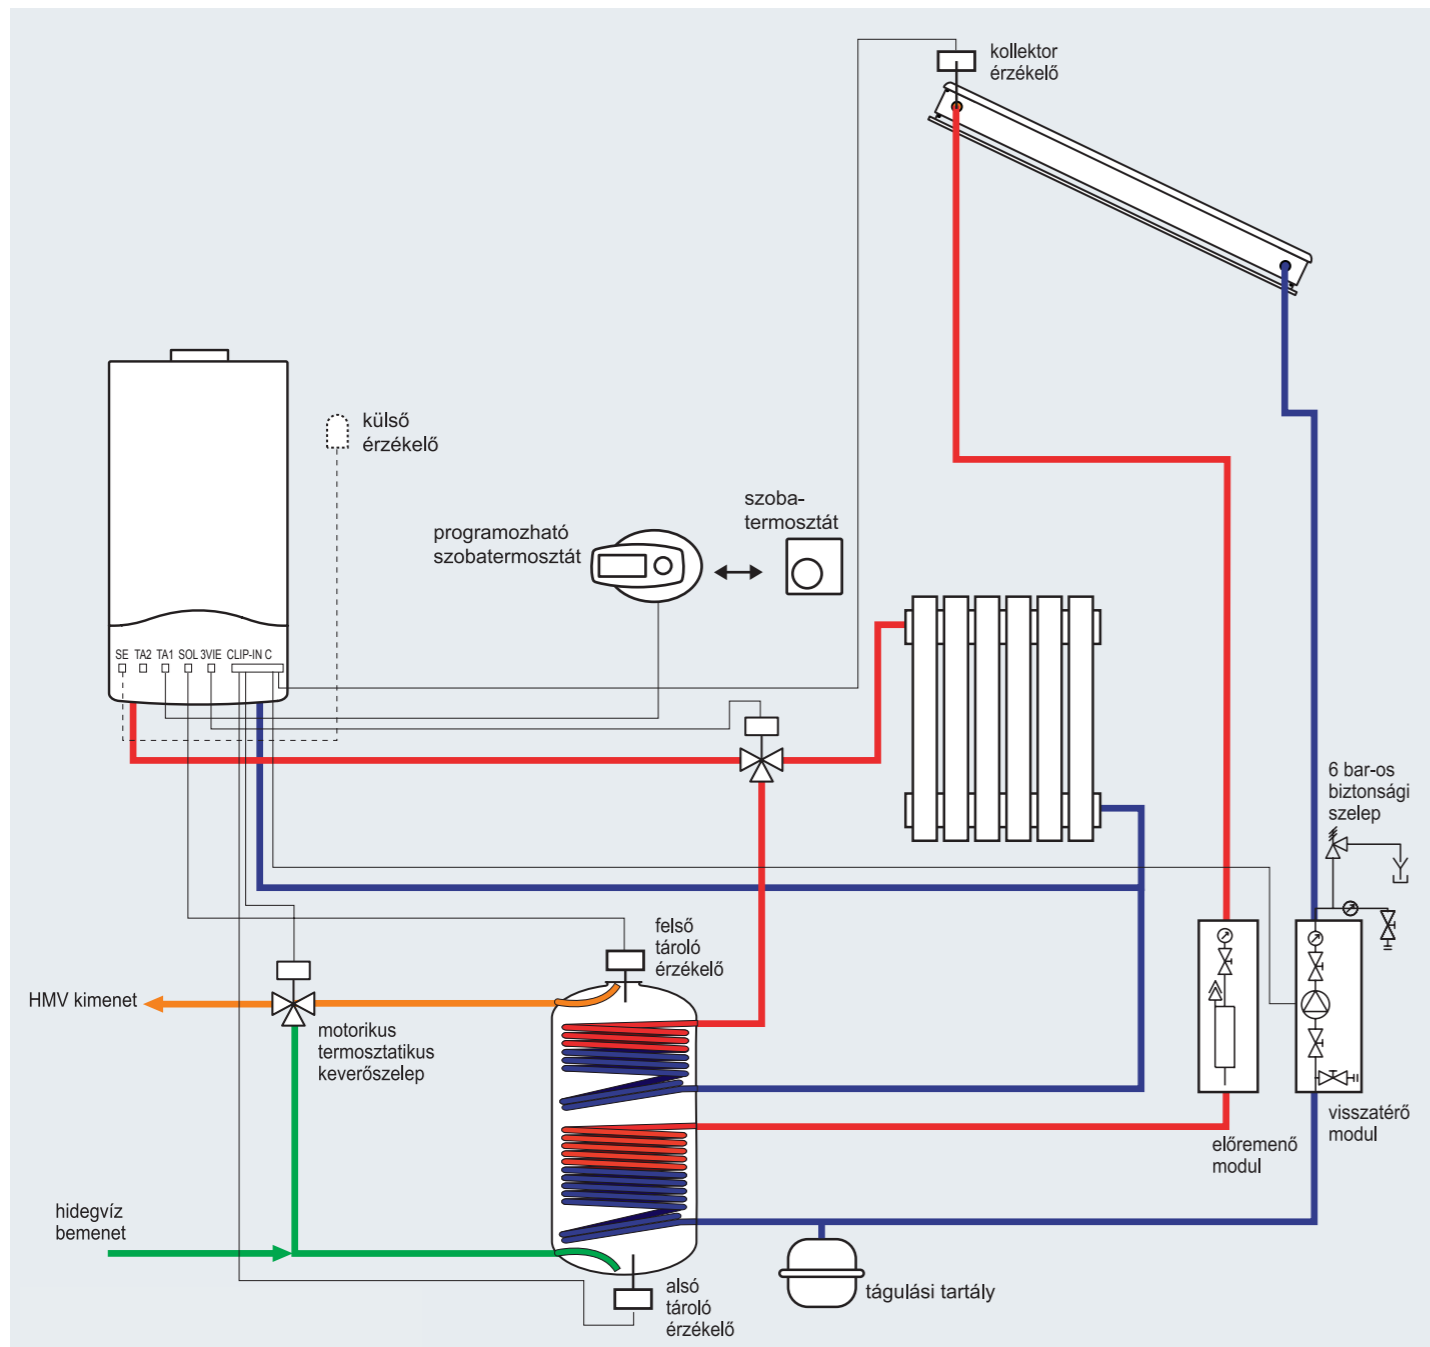 kollektor
érzékelő
külső
érzékelő
szoba-
termosztát
programozható
szobatermosztát
SE TA2 TA1 SOL 3VIE CLIP-IN C
6 bar-os
biztonsági
szelep
felső
tároló
érzékelő
HMV kimenet
motorikus
termosztatikus
keverőszelep
visszatérő
modul
előremenő
modul
hidegvíz
bemenet
tágulási tartály
alsó
tároló
érzékelő